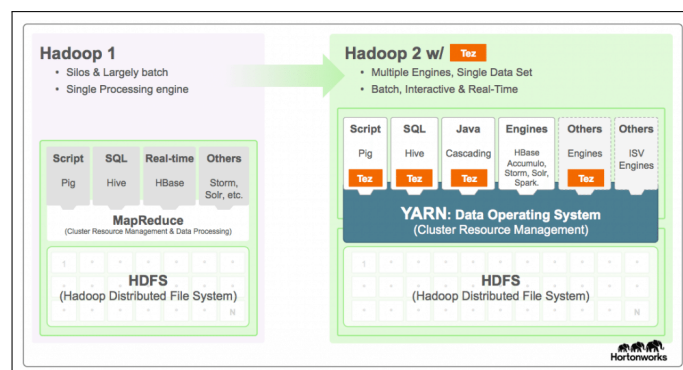 Hadoop 1
• Silos & Largely batch
• Single Processing engine
Script
Pig
SQL
Hive
Real-time
HBase
Others
Storm,
Solr, etc.
MapReduce
(Cluster Resource Management & Data Processing)
1
HDFS
(Hadoop Distributed File System)
N
Hadoop 2 w/ Tez
• Multiple Engines, Single Data Set
• Batch, Interactive & Real-Time
Script
Pig
Tez
SQL
Hive
Tez
Java
Cascading
Tez
Engines
HBase
Accumulo,
Storm, Solr,
Spark.
Others
Engines
Tez
Others
ISV
Engines
YARN: Data Operating System
(Cluster Resource Management)
1
HDFS
(Hadoop Distributed File System)
N
Hortonworks